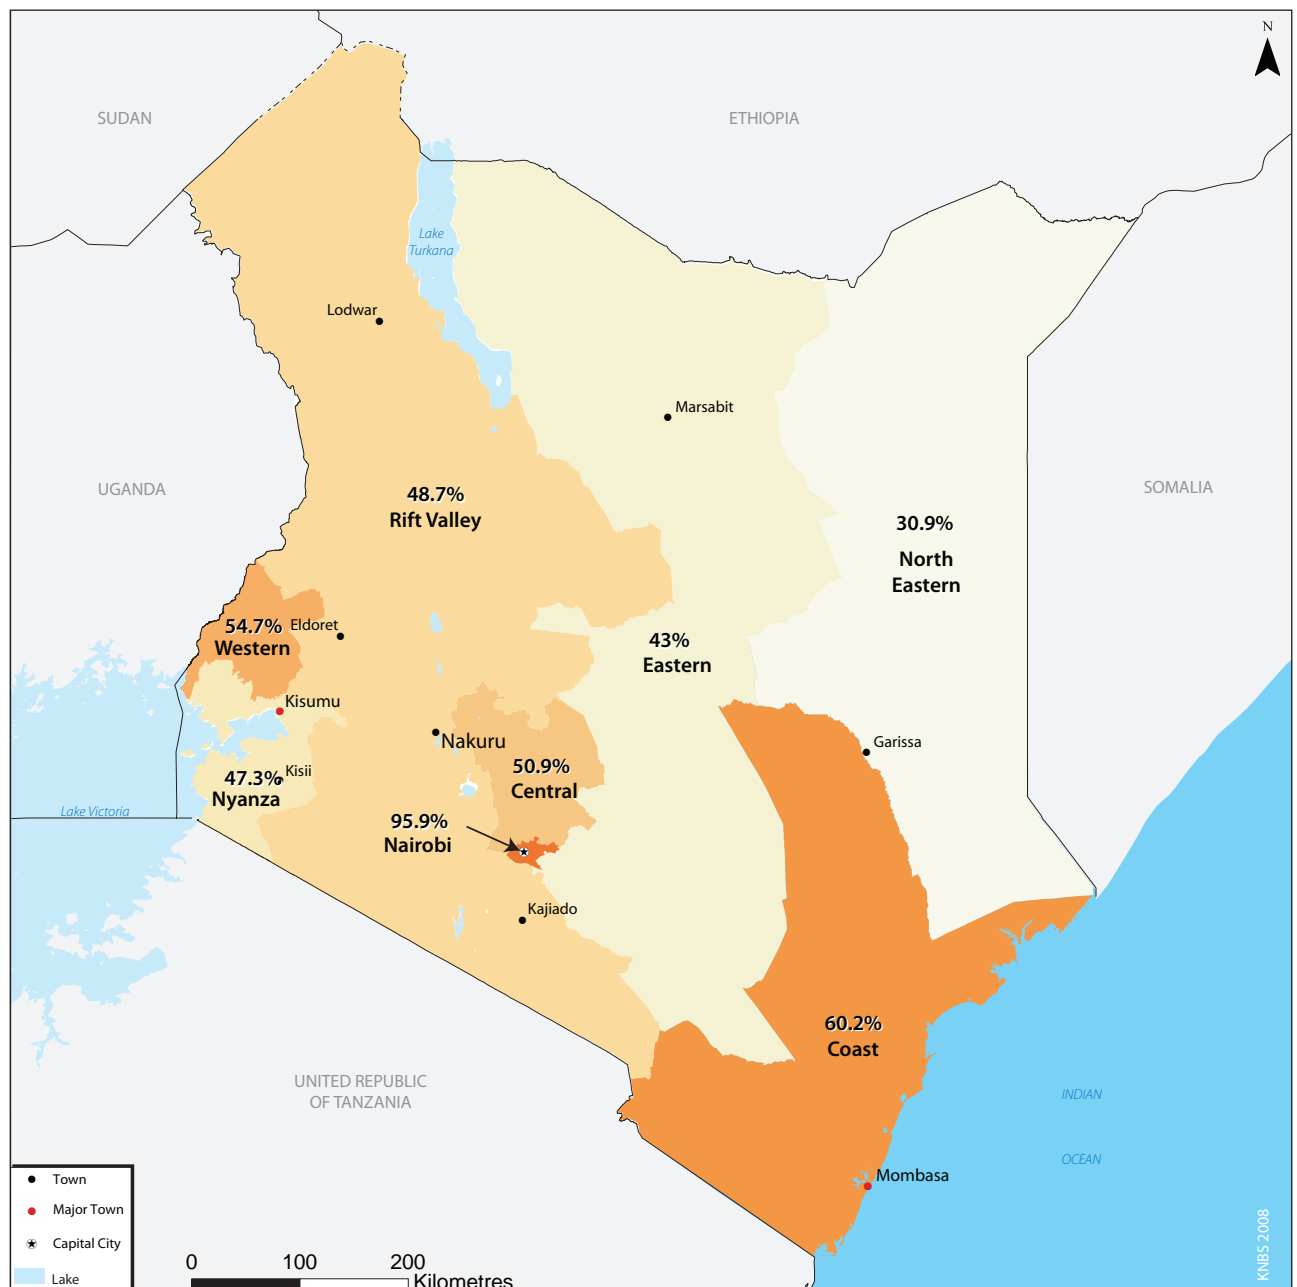 N
SUDAN
ETHIOPIA
Lake
Turkana
Lodwar
Marsabit
UGANDA
SOMALIA
48.7%
Rift Valley
30.9%
North
Eastern
54.7%
Western
Eldoret
43%
Eastern
Kisumu
Nakuru
Garissa
47.3%
Nyanza
Kisii
50.9%
Central
Lake Victoria
95.9%
Nairobi
Kajiado
60.2%
Coast
UNITED REPUBLIC
OF TANZANIA
INDIAN
OCEAN
Mombasa
Town
Major Town
Capital City
Lake
0 100 200
Kilometres
KNBS 2008